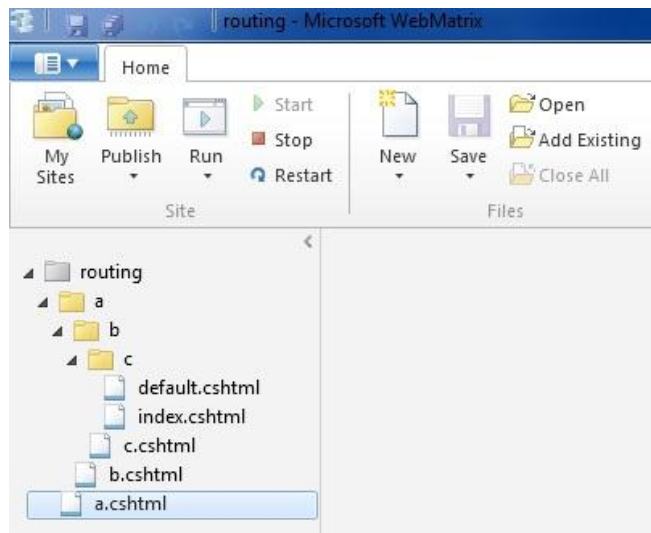 routing - Microsoft WebMatrix
Home
My Sites
Publish
Run
Start
Stop
Restart
New
Save
Open
Add Existing
Close All
Site
Files
routing
a
b
c
default.cshtml
index.cshtml
c.cshtml
b.cshtml
a.cshtml